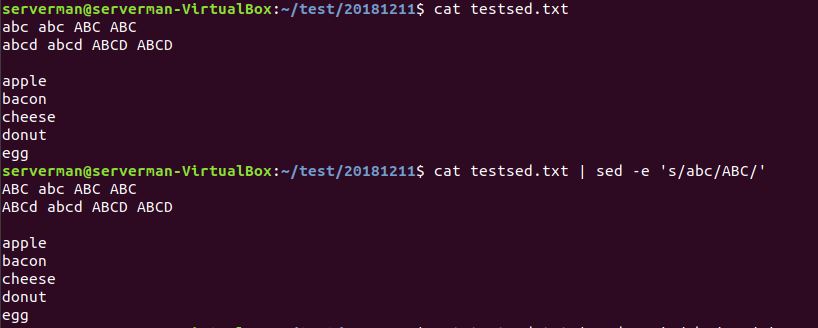 serverman@serverman-VirtualBox:~/test/20181211$ cat testsed.txt
abc abc ABC ABC
abcd abcd ABCD ABCD
apple
bacon
cheese
donut
egg
serverman@serverman-VirtualBox:~/test/20181211$ cat testsed.txt | sed -e 's/abc/ABC/'
ABC abc ABC ABC
ABCd abcd ABCD ABCD
apple
bacon
cheese
donut
egg